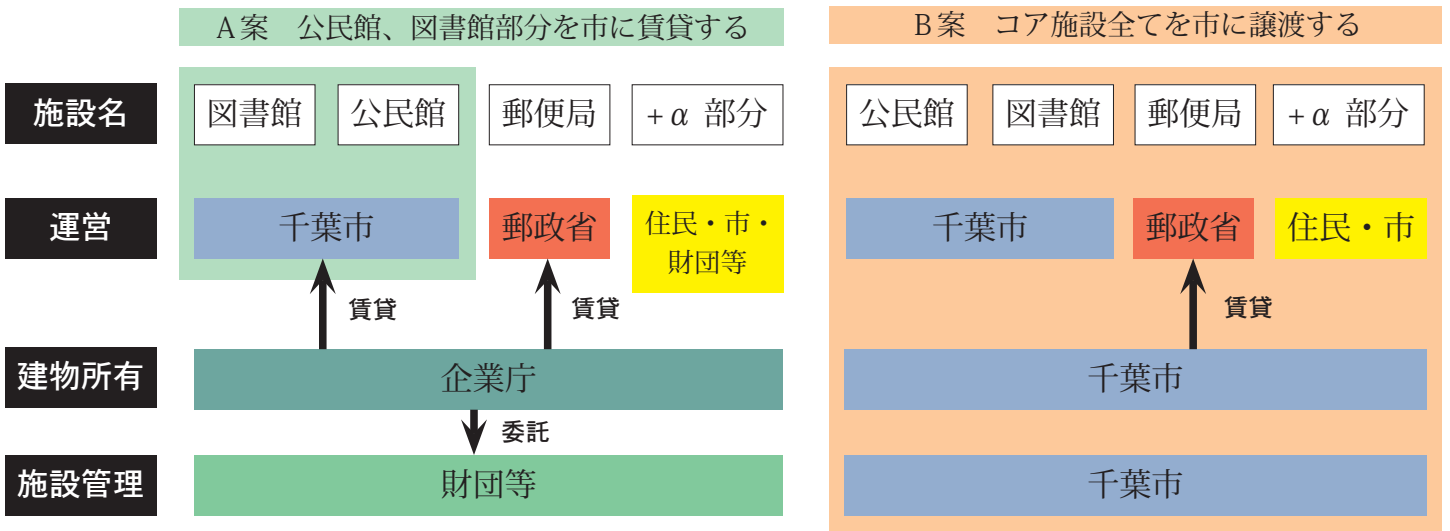 A案　公民館、図書館部分を市に賃貸する
B案　コア施設全てを市に譲渡する
施設名
図書館
公民館
郵便局
+α 部分
公民館
図書館
郵便局
+α 部分
運営
千葉市
郵政省
住民・市・
財団等
千葉市
郵政省
住民・市
賃貸
賃貸
賃貸
建物所有
企業庁
千葉市
委託
施設管理
財団等
千葉市